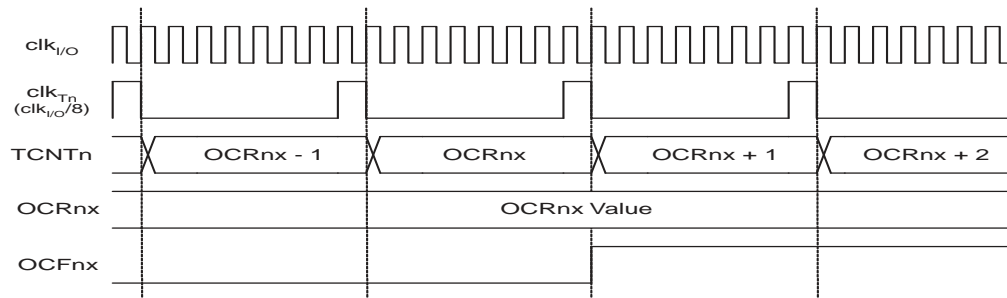 clkI/O
clkTn
(clkI/O/8)
TCNTn OCRnx - 1 OCRnx OCRnx + 1 OCRnx + 2
OCRnx OCRnx Value
OCFnx